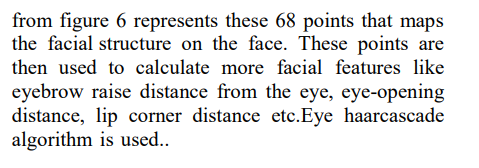 from figure 6 represents these 68 points that maps
the facial structure on the face. These points are
then used to calculate more facial features like
eyebrow raise distance from the eye, eye-opening
distance, lip corner distance etc.Eye haarcascade
algorithm is used..